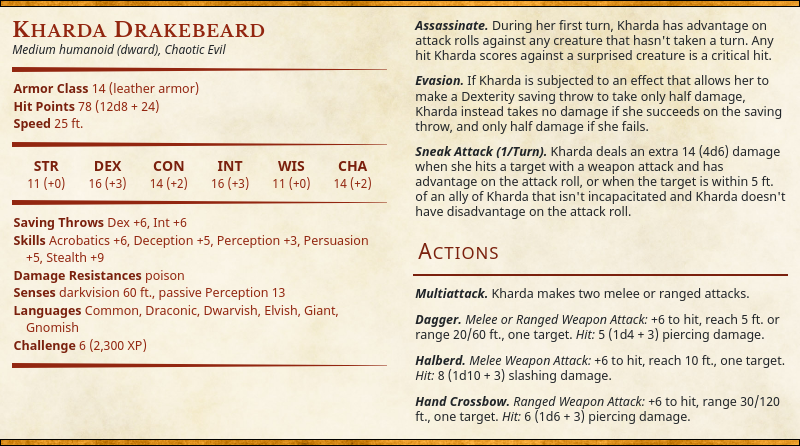 Kharda Drakebeard
Medium humanoid (dward), Chaotic Evil
Armor Class 14 (leather armor)
Hit Points 78 (12d8 + 24)
Speed 25 ft.
STR DEX CON INT WIS CHA
11 (+0) 16 (+3) 14 (+2) 16 (+3) 11 (+0) 14 (+2)
Saving Throws Dex +6, Int +6
Skills Acrobatics +6, Deception +5, Perception +3, Persuasion
+5, Stealth +9
Damage Resistances poison
Senses darkvision 60 ft., passive Perception 13
Languages Common, Draconic, Dwarvish, Elvish, Giant,
Gnomish
Challenge 6 (2,300 XP)
Assassinate. During her first turn, Kharda has advantage on
attack rolls against any creature that hasn't taken a turn. Any
hit Kharda scores against a surprised creature is a critical hit.
Evasion. If Kharda is subjected to an effect that allows her to
make a Dexterity saving throw to take only half damage,
Kharda instead takes no damage if she succeeds on the saving
throw, and only half damage if she fails.
Sneak Attack (1/Turn). Kharda deals an extra 14 (4d6) damage
when she hits a target with a weapon attack and has
advantage on the attack roll, or when the target is within 5 ft.
of an ally of Kharda that isn't incapacitated and Kharda doesn't
have disadvantage on the attack roll.
Actions
Multiattack. Kharda makes two melee or ranged attacks.
Dagger. Melee or Ranged Weapon Attack: +6 to hit, reach 5 ft. or
range 20/60 ft., one target. Hit: 5 (1d4 + 3) piercing damage.
Halberd. Melee Weapon Attack: +6 to hit, reach 10 ft., one target.
Hit: 8 (1d10 + 3) slashing damage.
Hand Crossbow. Ranged Weapon Attack: +6 to hit, range 30/120
ft., one target. Hit: 6 (1d6 + 3) piercing damage.